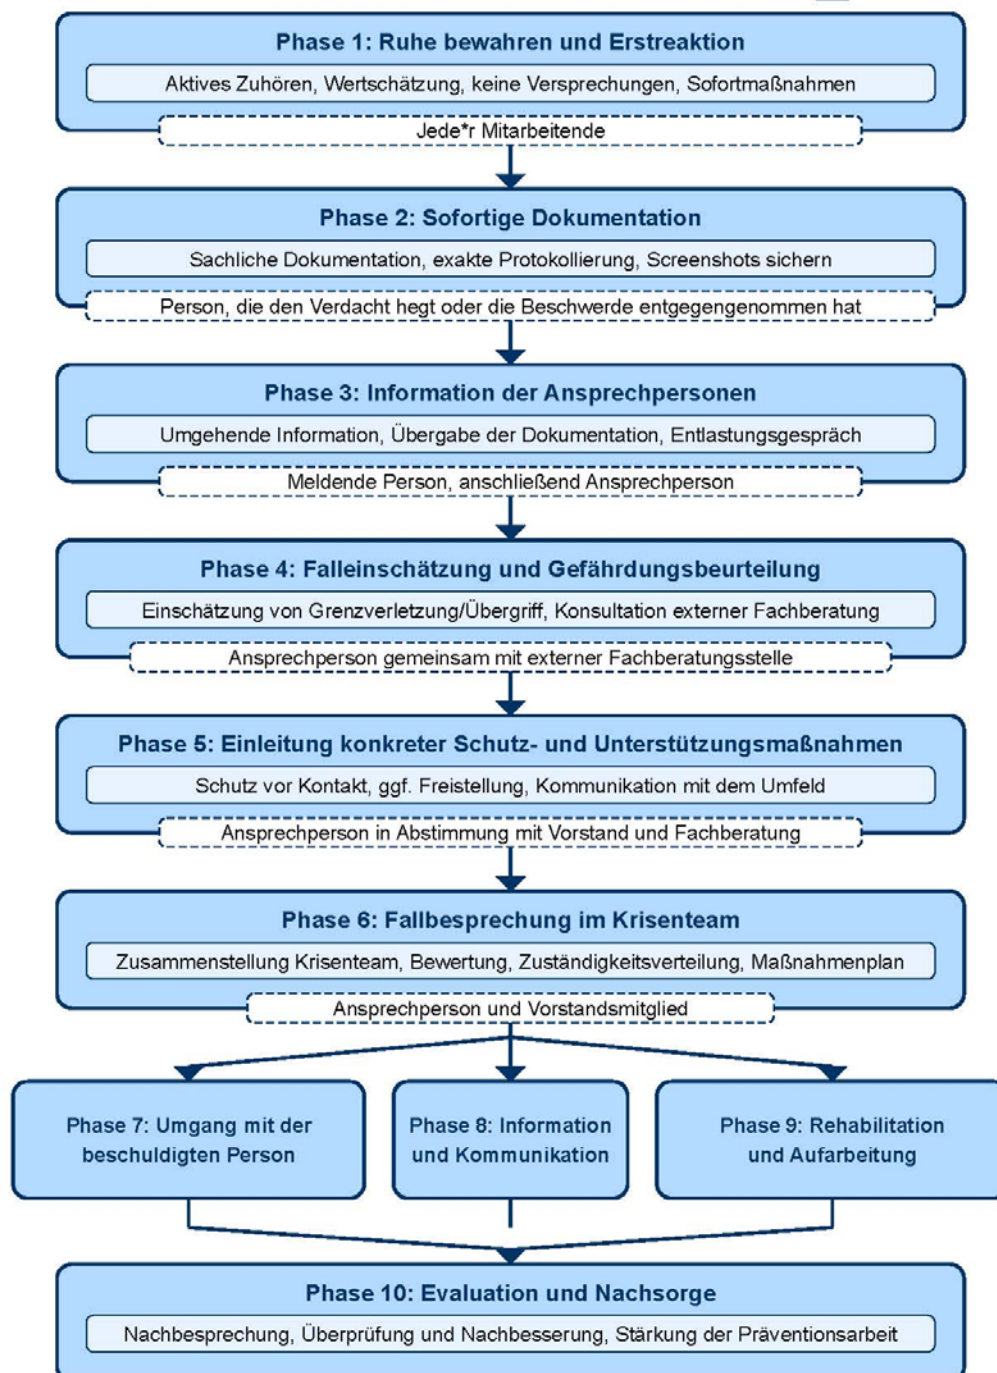 Phase 1: Ruhe bewahren und Erstreaktion
Aktives Zuhören, Wertschätzung, keine Versprechungen, Sofortmaßnahmen
Jede*r Mitarbeitende
Phase 2: Sofortige Dokumentation
Sachliche Dokumentation, exakte Protokollierung, Screenshots sichern
Person, die den Verdacht hegt oder die Beschwerde entgegengenommen hat
Phase 3: Information der Ansprechpersonen
Umgehende Information, Übergabe der Dokumentation, Entlastungsgespräch
Meldende Person, anschließend Ansprechperson
Phase 4: Falleinschätzung und Gefährdungsbeurteilung
Einschätzung von Grenzverletzung/Übergriff, Konsultation externer Fachberatung
Ansprechperson gemeinsam mit externer Fachberatungsstelle
Phase 5: Einleitung konkreter Schutz- und Unterstützungsmaßnahmen
Schutz vor Kontakt, ggf. Freistellung, Kommunikation mit dem Umfeld
Ansprechperson in Abstimmung mit Vorstand und Fachberatung
Phase 6: Fallbesprechung im Krisenteam
Zusammenstellung Krisenteam, Bewertung, Zuständigkeitsverteilung, Maßnahmenplan
Ansprechperson und Vorstandsmitglied
Phase 7: Umgang mit der
beschuldigten Person
Phase 8: Information
und Kommunikation
Phase 9: Rehabilitation
und Aufarbeitung
Phase 10: Evaluation und Nachsorge
Nachbesprechung, Überprüfung und Nachbesserung, Stärkung der Präventionsarbeit